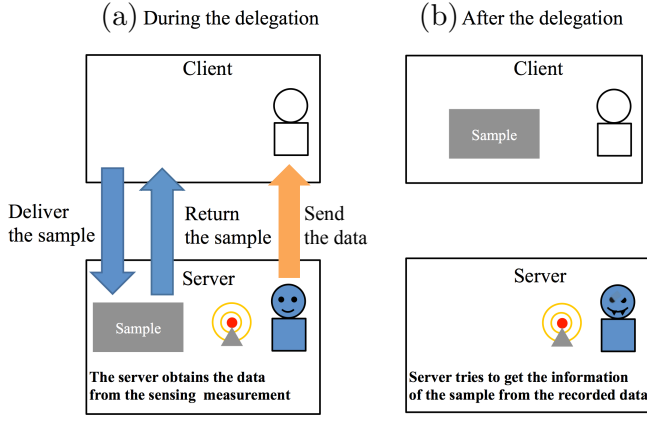 (a) During the delegation
Client
Deliver
the sample
Return
the sample
Send
the data
Server
Sample
The server obtains the data
from the sensing measurement
(b) After the delegation
Client
Sample
Server
Server tries to get the information
of the sample from the recorded data